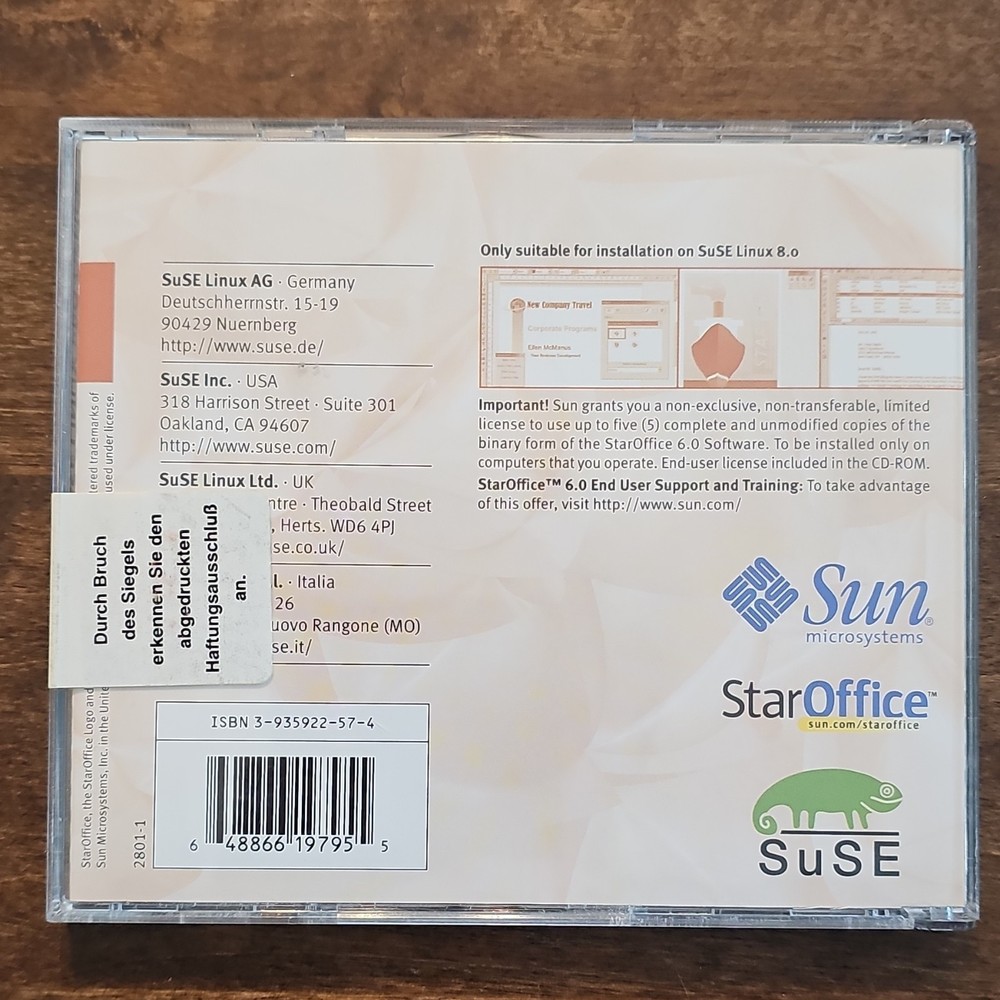 SuSE Linux AG · Germany
Deutschherrnstr. 15-19
90429 Nuernberg
http://www.suse.de/
SuSE Inc. · USA
318 Harrison Street · Suite 301
Oakland, CA 94607
http://www.suse.com/
SuSE Linux Ltd. · UK
ntre · Theobald Street
, Herts. WD6 4PJ
se.co.uk/
l. · Italia
26
uovo Rangone (MO)
se.it/
Durch Bruch
des Siegels
erkennen Sie den
abgedruckten
Haftungsausschluß
an.
ered trademarks of
used under license.
StarOffice, the StarOffice Logo and
Sun Microsystems, Inc. in the Unite
2801-1
ISBN 3-935922-57-4
6 48866 19795 5
Only suitable for installation on SuSE Linux 8.0
New Company Travel
Corporate Programs
Ellen McManus
Important! Sun grants you a non-exclusive, non-transferable, limited
license to use up to five (5) complete and unmodified copies of the
binary form of the StarOffice 6.0 Software. To be installed only on
computers that you operate. End-user license included in the CD-ROM.
StarOffice™ 6.0 End User Support and Training: To take advantage
of this offer, visit http://www.sun.com/
Sun®
microsystems
StarOffice™
sun.com/staroffice
SuSE